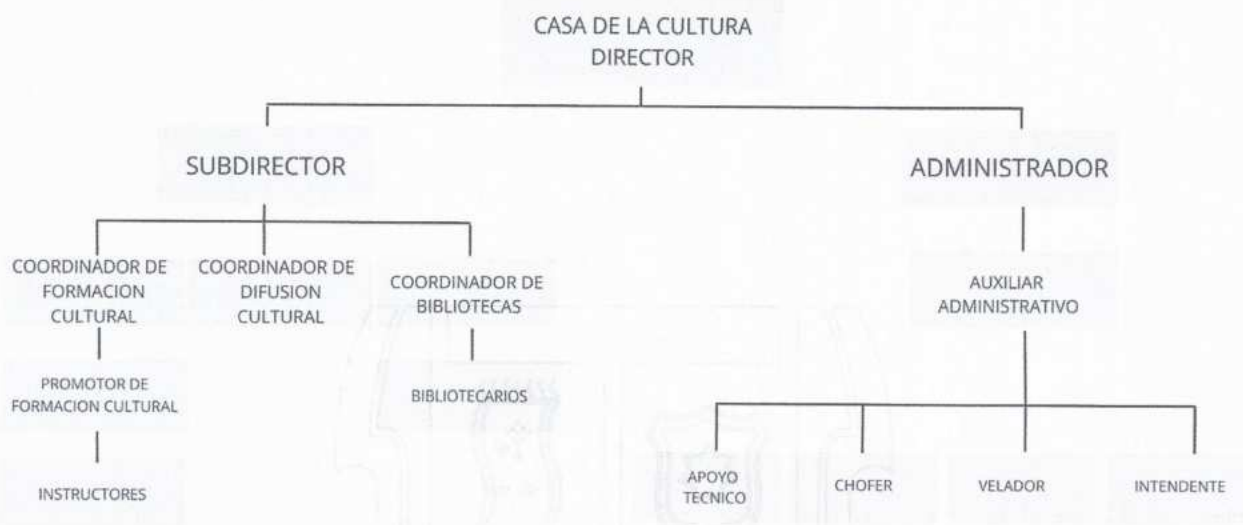 CASA DE LA CULTURA
DIRECTOR
SUBDIRECTOR
ADMINISTRADOR
COORDINADOR DE
FORMACION
CULTURAL
COORDINADOR DE
DIFUSION
CULTURAL
COORDINADOR DE
BIBLIOTECAS
AUXILIAR
ADMINISTRATIVO
PROMOTOR DE
FORMACION CULTURAL
BIBLIOTECARIOS
INSTRUCTORES
APOYO
TECNICO
CHOFER
VELADOR
INTENDENTE